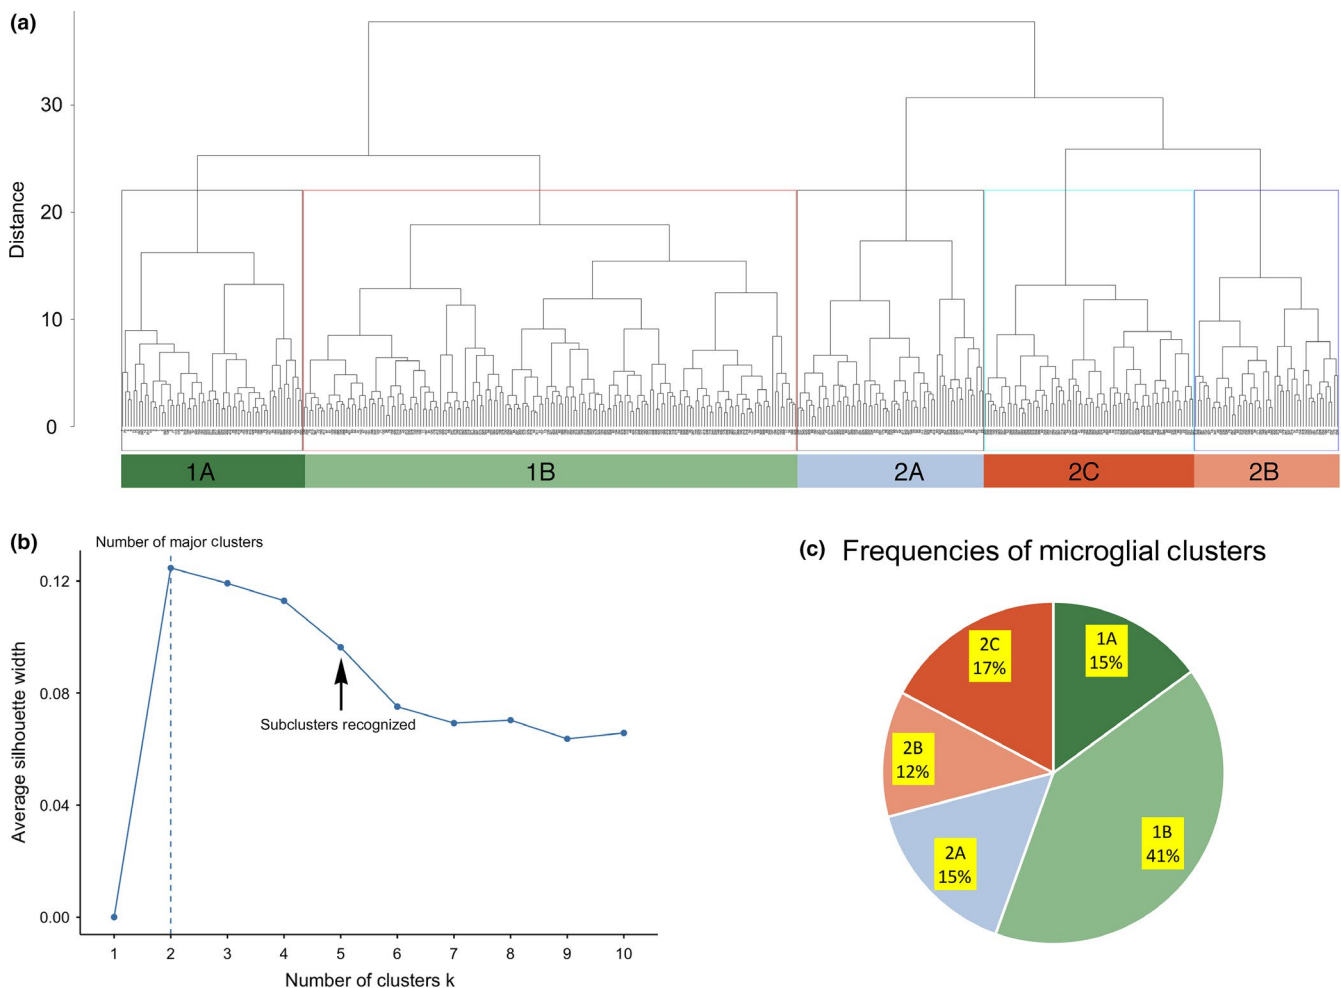 (a)
30
20
10
0
Distance
1A 1B 2A 2C 2B
(b)
Number of major clusters
0.12
0.08
0.04
0.00
Average silhouette width
Subclusters recognized
1 2 3 4 5 6 7 8 9 10
Number of clusters k
(c) Frequencies of microglial clusters
2C
17%
1A
15%
2B
12%
1B
41%
2A
15%